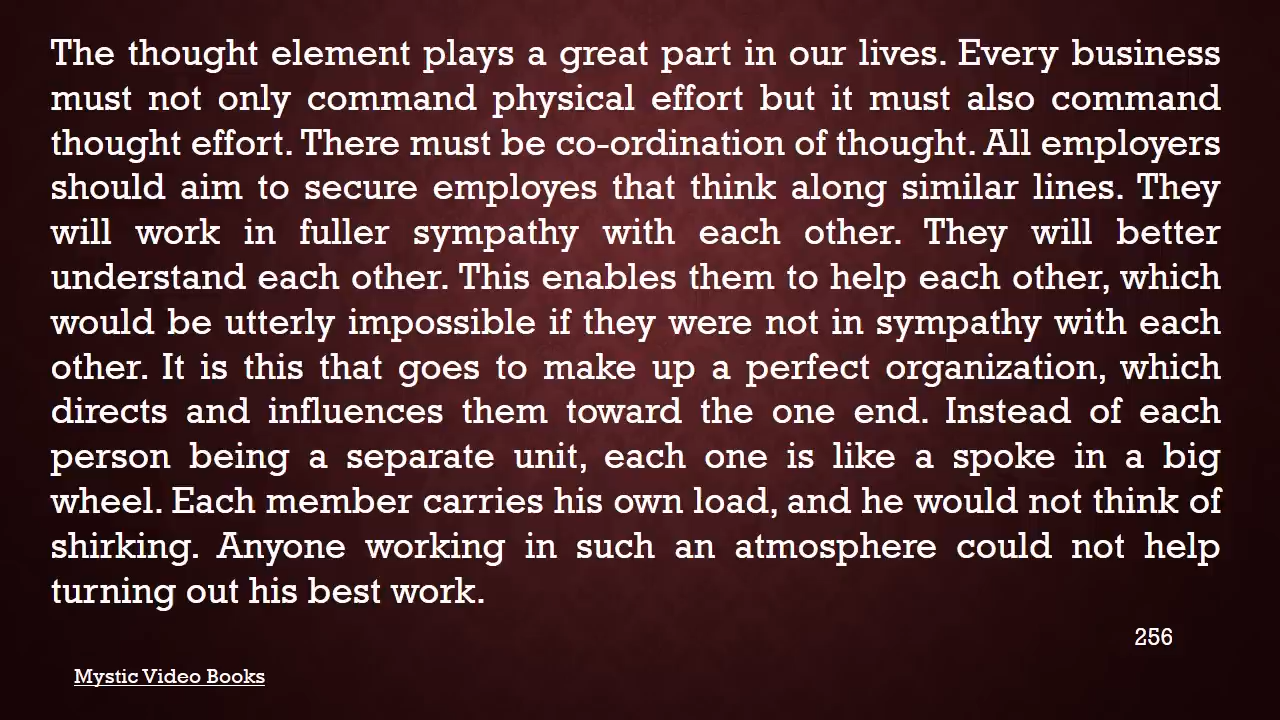 The thought element plays a great part in our lives. Every business
must not only command physical effort but it must also command
thought effort. There must be co-ordination of thought. All employers
should aim to secure employes that think along similar lines. They
will work in fuller sympathy with each other. They will better
understand each other. This enables them to help each other, which
would be utterly impossible if they were not in sympathy with each
other. It is this that goes to make up a perfect organization, which
directs and influences them toward the one end. Instead of each
person being a separate unit, each one is like a spoke in a big
wheel. Each member carries his own load, and he would not think of
shirking. Anyone working in such an atmosphere could not help
turning out his best work.
256
Mystic Video Books